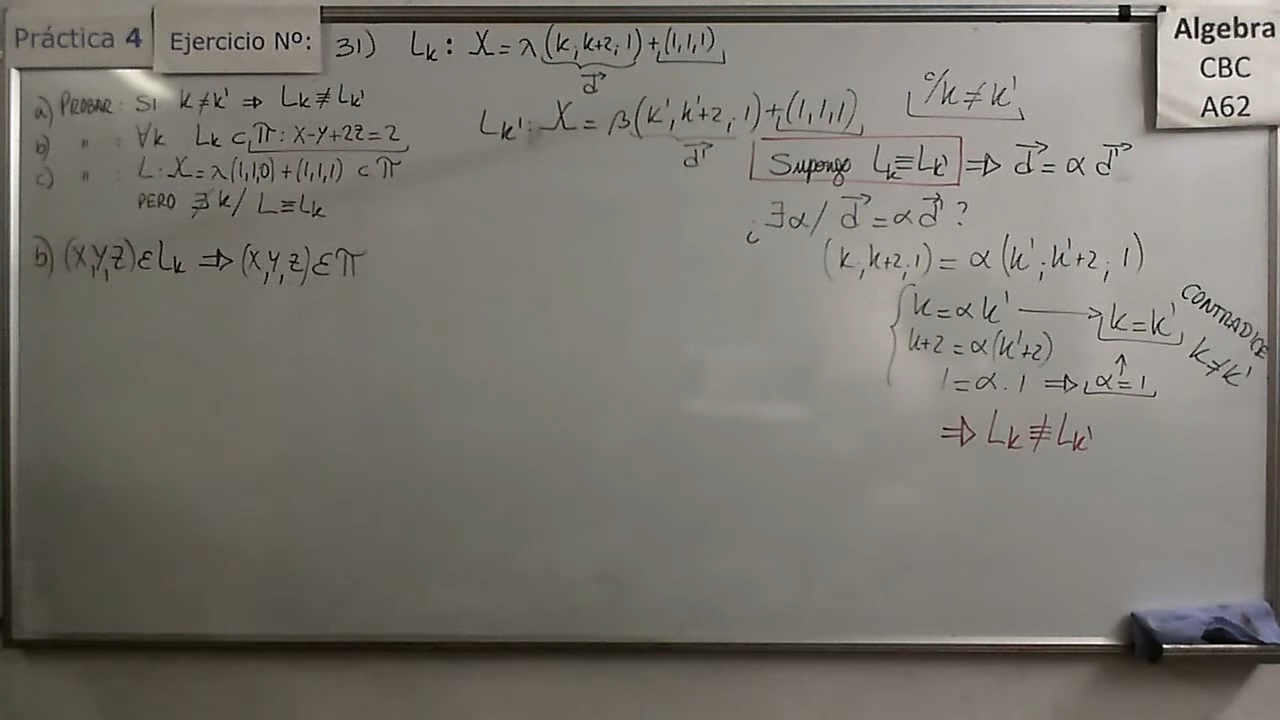 Práctica 4
Ejercicio Nº: 31) Lk: X = λ(k, k+2, 1) + (1,1,1)
d⃗
Algebra
CBC
A62
a) PROBAR: SI k≠k' ⇒ Lk ≢ Lk'
b) " : ∀k Lk ⊂ π: x-y+2z=2
c) " : L: X = λ(1,1,0) + (1,1,1) ⊂ π
PERO ∄ k / L ≡ Lk
b) (x,y,z) ε Lk ⇒ (x,y,z) ε π
Lk': X = β(k', k'+2, 1) + (1,1,1) c/k≠k'
d⃗'
Supongo Lk ≡ Lk' ⇒ d⃗ = α d⃗'
¿∃α / d⃗ = α d⃗'?
(k; k+2; 1) = α (k'; k'+2; 1)
k = α k' → k = k'
k+2 = α(k'+2)
1 = α . 1 ⇒ α = 1
CONTRADICE
k≠k'
⇒ Lk ≢ Lk'